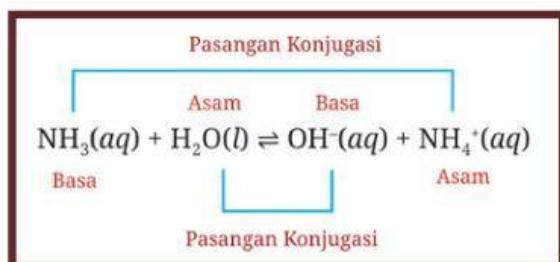 Pasangan Konjugasi
Asam Basa
NH₃(aq) + H₂O(l) ⇌ OH⁻(aq) + NH₄⁺(aq)
Basa Asam
Pasangan Konjugasi